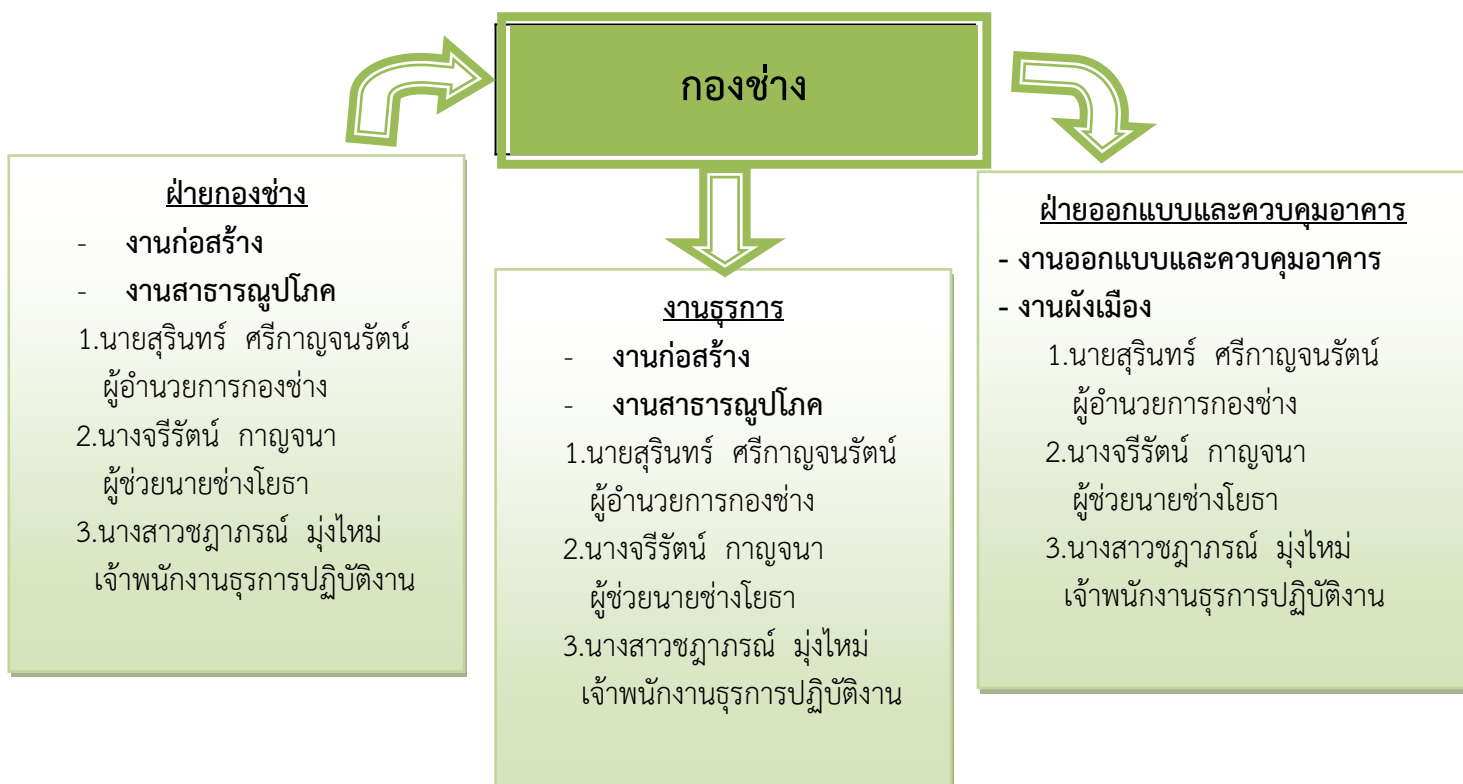 กองช่าง
ฝ่ายกองช่าง
- งานก่อสร้าง
- งานสาธารณูปโภค
1.นายสุรินทร์ ศรีกาญจนรัตน์
ผู้อำนวยการกองช่าง
2.นางจรีรัตน์ กาญจนา
ผู้ช่วยนายช่างโยธา
3.นางสาวชฎาภรณ์ มุ่งไหม่
เจ้าพนักงานธุรการปฏิบัติงาน
งานธุรการ
- งานก่อสร้าง
- งานสาธารณูปโภค
1.นายสุรินทร์ ศรีกาญจนรัตน์
ผู้อำนวยการกองช่าง
2.นางจรีรัตน์ กาญจนา
ผู้ช่วยนายช่างโยธา
3.นางสาวชฎาภรณ์ มุ่งไหม่
เจ้าพนักงานธุรการปฏิบัติงาน
ฝ่ายออกแบบและควบคุมอาคาร
- งานออกแบบและควบคุมอาคาร
- งานผังเมือง
1.นายสุรินทร์ ศรีกาญจนรัตน์
ผู้อำนวยการกองช่าง
2.นางจรีรัตน์ กาญจนา
ผู้ช่วยนายช่างโยธา
3.นางสาวชฎาภรณ์ มุ่งไหม่
เจ้าพนักงานธุรการปฏิบัติงาน